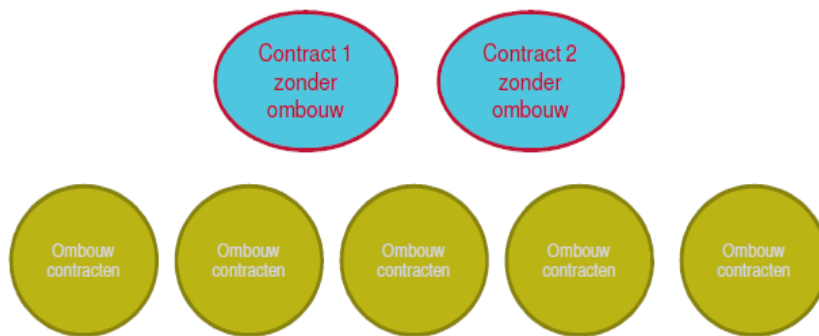 Contract 1
zonder
ombouw
Contract 2
zonder
ombouw
Ombouw
contracten
Ombouw
contracten
Ombouw
contracten
Ombouw
contracten
Ombouw
contracten